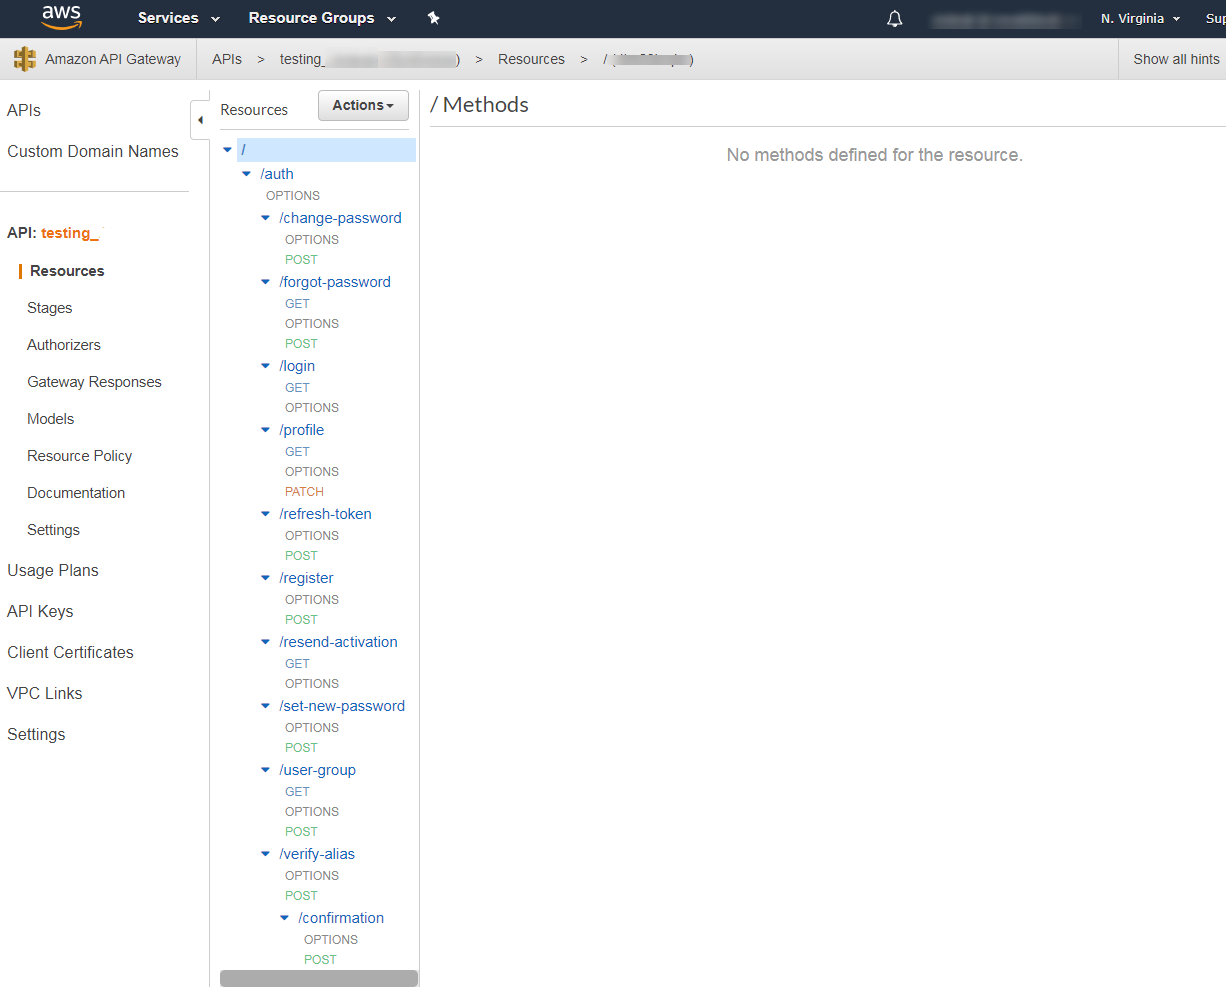 aws Services Resource Groups N. Virginia Sup
Amazon API Gateway APIs > testing_ ) > Resources > / ( ) Show all hints
APIs
Custom Domain Names
API: testing_
Resources
Stages
Authorizers
Gateway Responses
Models
Resource Policy
Documentation
Settings
Usage Plans
API Keys
Client Certificates
VPC Links
Settings
Resources Actions
/
/auth
OPTIONS
/change-password
OPTIONS
POST
/forgot-password
GET
OPTIONS
POST
/login
GET
OPTIONS
/profile
GET
OPTIONS
PATCH
/refresh-token
OPTIONS
POST
/register
OPTIONS
POST
/resend-activation
GET
OPTIONS
/set-new-password
OPTIONS
POST
/user-group
GET
OPTIONS
POST
/verify-alias
OPTIONS
POST
/confirmation
OPTIONS
POST
/ Methods
No methods defined for the resource.